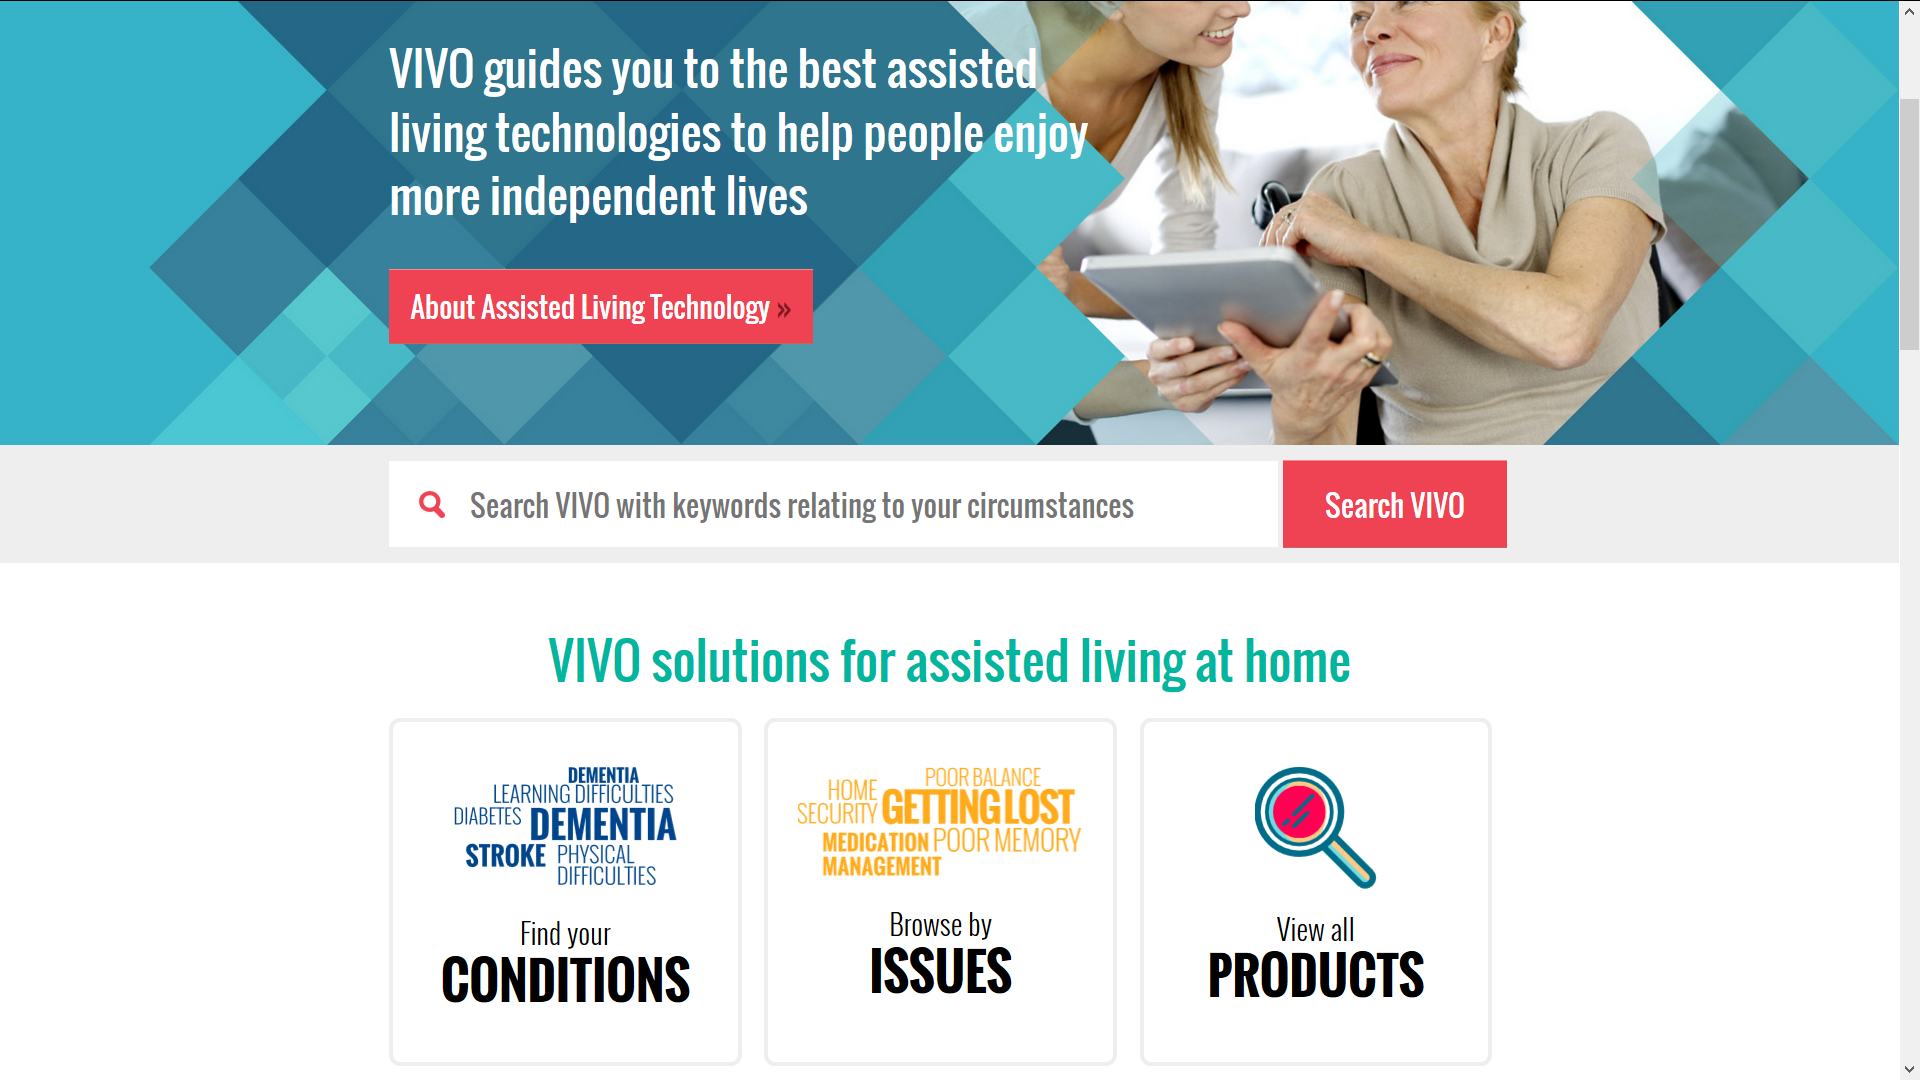 VIVO guides you to the best assisted
living technologies to help people enjoy
more independent lives
About Assisted Living Technology »
Search VIVO with keywords relating to your circumstances
Search VIVO
VIVO solutions for assisted living at home
DEMENTIA
LEARNING DIFFICULTIES
DIABETES DEMENTIA
STROKE PHYSICAL
DIFFICULTIES
Find your
CONDITIONS
POOR BALANCE
HOME
SECURITY GETTING LOST
MEDICATION POOR MEMORY
MANAGEMENT
Browse by
ISSUES
View all
PRODUCTS